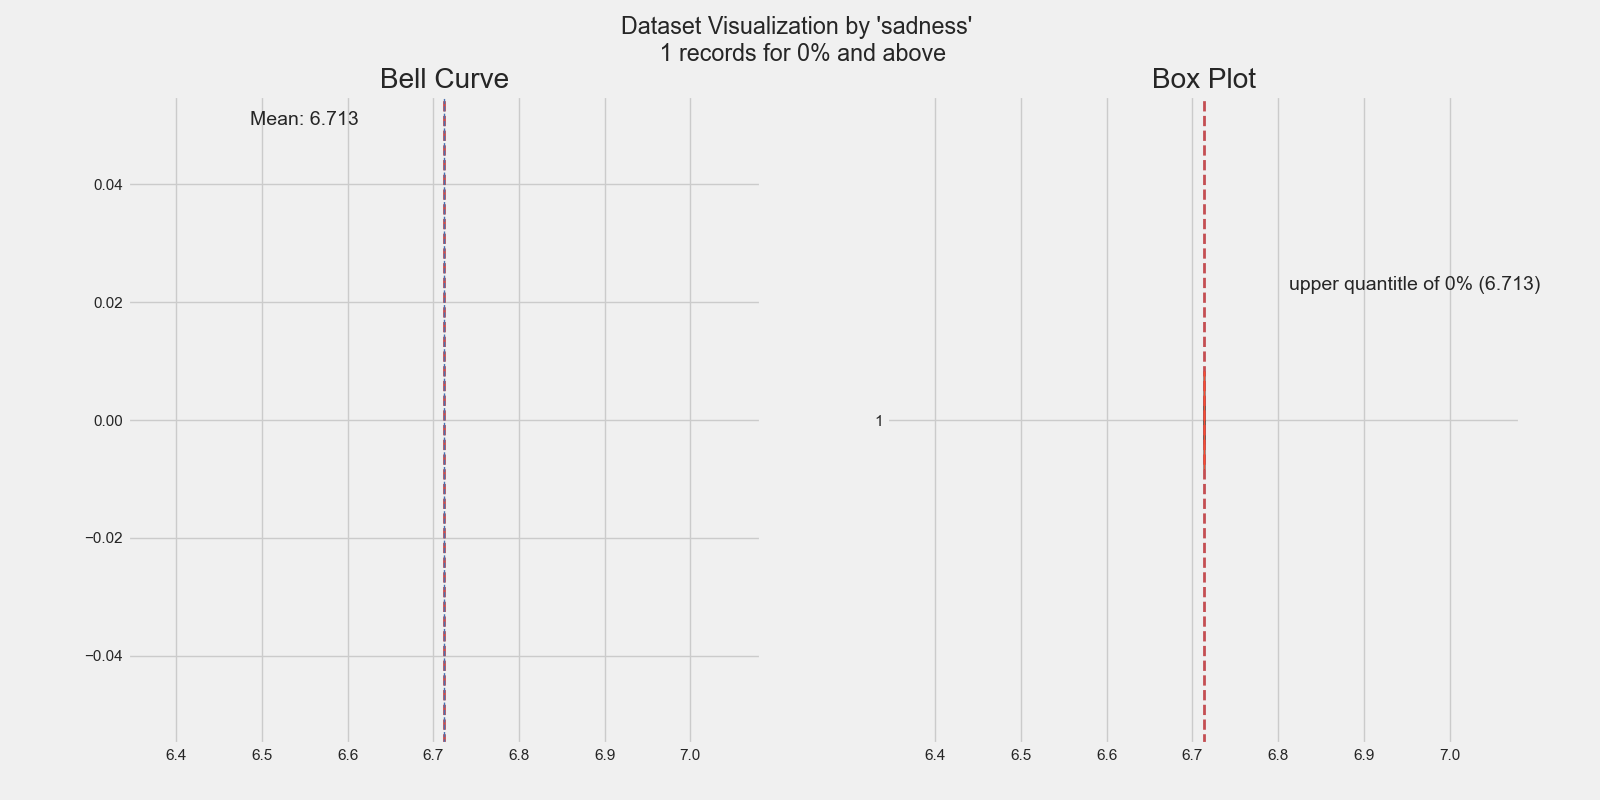 Dataset Visualization by 'sadness'
1 records for 0% and above
Bell Curve
Mean: 6.713
0.04
0.02
0.00
−0.02
−0.04
6.4 6.5 6.6 6.7 6.8 6.9 7.0
Box Plot
upper quantitle of 0% (6.713)
1
6.4 6.5 6.6 6.7 6.8 6.9 7.0